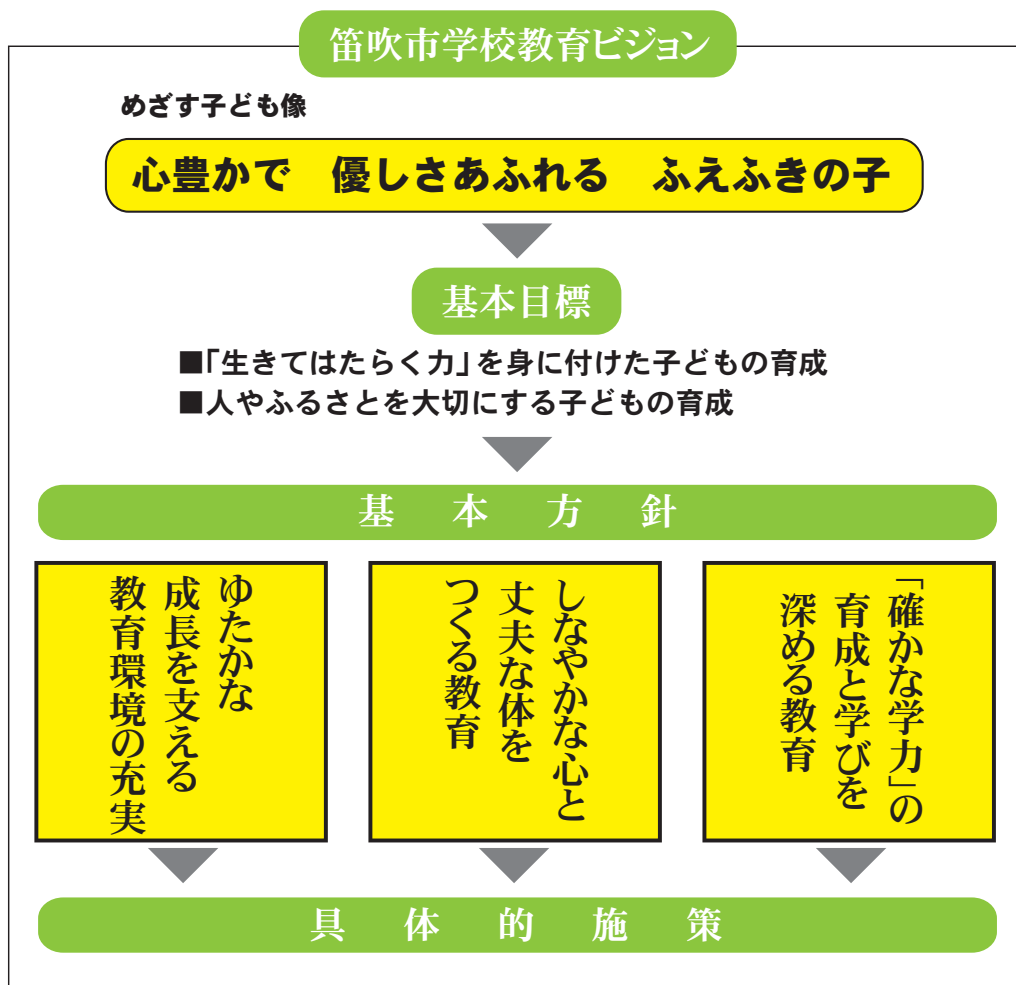 笛吹市学校教育ビジョン
めざす子ども像
心豊かで　優しさあふれる　ふえふきの子
基本目標
■「生きてはたらく力」を身に付けた子どもの育成
■人やふるさとを大切にする子どもの育成
基本方針
「確かな学力」の
育成と学びを
深める教育
しなやかな心と
丈夫な体を
つくる教育
ゆたかな
成長を支える
教育環境の充実
具体的施策